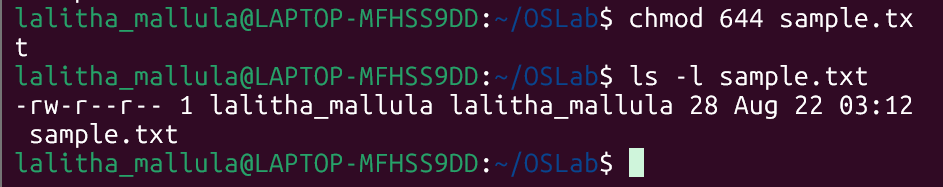 lalitha_mallula@LAPTOP-MFHSS9DD:~/OSLab$ chmod 644 sample.tx
t
lalitha_mallula@LAPTOP-MFHSS9DD:~/OSLab$ ls -l sample.txt
-rw-r--r-- 1 lalitha_mallula lalitha_mallula 28 Aug 22 03:12
 sample.txt
lalitha_mallula@LAPTOP-MFHSS9DD:~/OSLab$